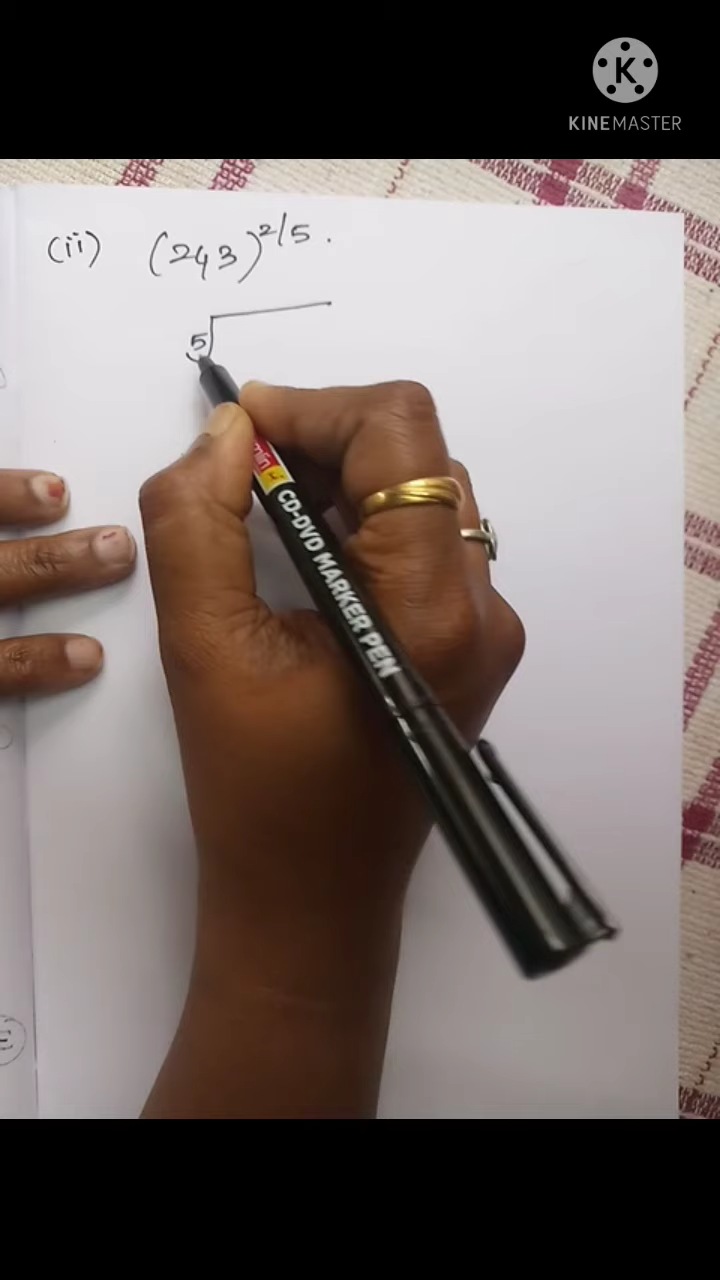 K
KINEMASTER
(ii) (243)^2/5.
5√
CD-DVD MARKER PEN